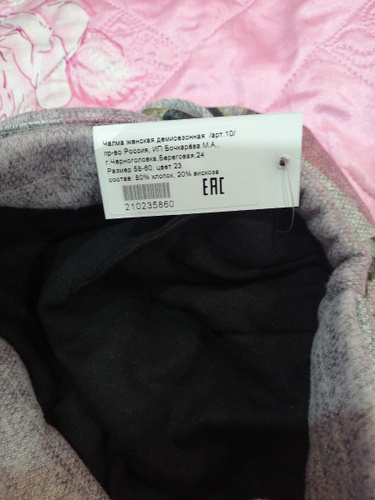 Чалма женская демисезонная /арт.10/
пр-во Россия, ИП Бочкарёва М.А.,
г.Черноголовка,Береговая,24
Размер 58-60, цвет 23
состав: 80% хлопок, 20% вискоза
EAC
210235860